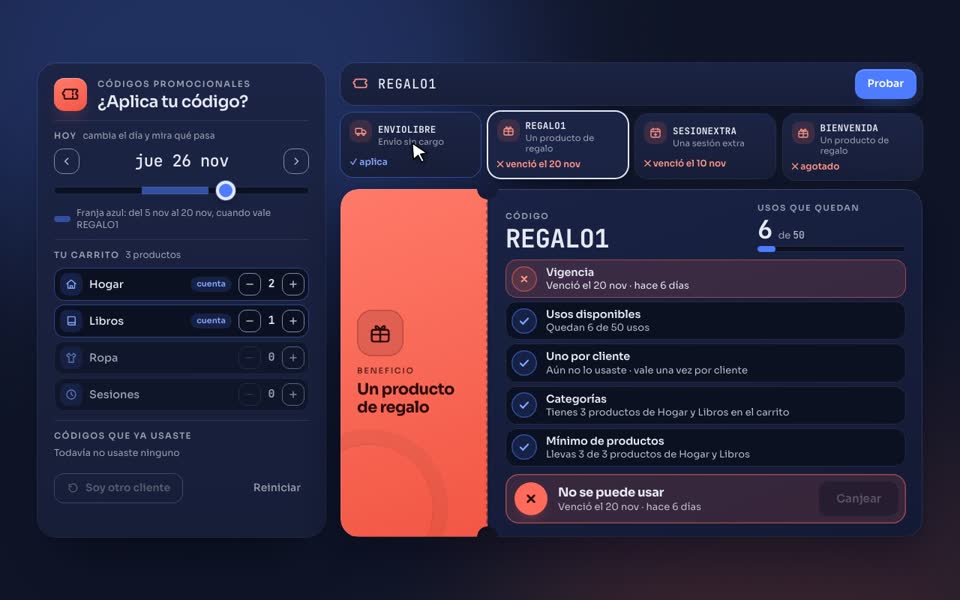 CÓDIGOS PROMOCIONALES
¿Aplica tu código?
HOY cambia el día y mira qué pasa
jue 26 nov
Franja azul: del 5 nov al 20 nov, cuando vale
REGALO1
TU CARRITO 3 productos
Hogar cuenta − 2 +
Libros cuenta − 1 +
Ropa − 0 +
Sesiones − 0 +
CÓDIGOS QUE YA USASTE
Todavía no usaste ninguno
Soy otro cliente Reiniciar
REGALO1 Probar
ENVIOLIBRE
Envío sin cargo
✓ aplica
REGALO1
Un producto de
regalo
✕ venció el 20 nov
SESIONEXTRA
Una sesión extra
✕ venció el 10 nov
BIENVENIDA
Un producto de
regalo
✕ agotado
BENEFICIO
Un producto
de regalo
CÓDIGO
REGALO1
USOS QUE QUEDAN
6 de 50
Vigencia
Venció el 20 nov · hace 6 días
Usos disponibles
Quedan 6 de 50 usos
Uno por cliente
Aún no lo usaste · vale una vez por cliente
Categorías
Tienes 3 productos de Hogar y Libros en el carrito
Mínimo de productos
Llevas 3 de 3 productos de Hogar y Libros
No se puede usar
Venció el 20 nov · hace 6 días
Canjear